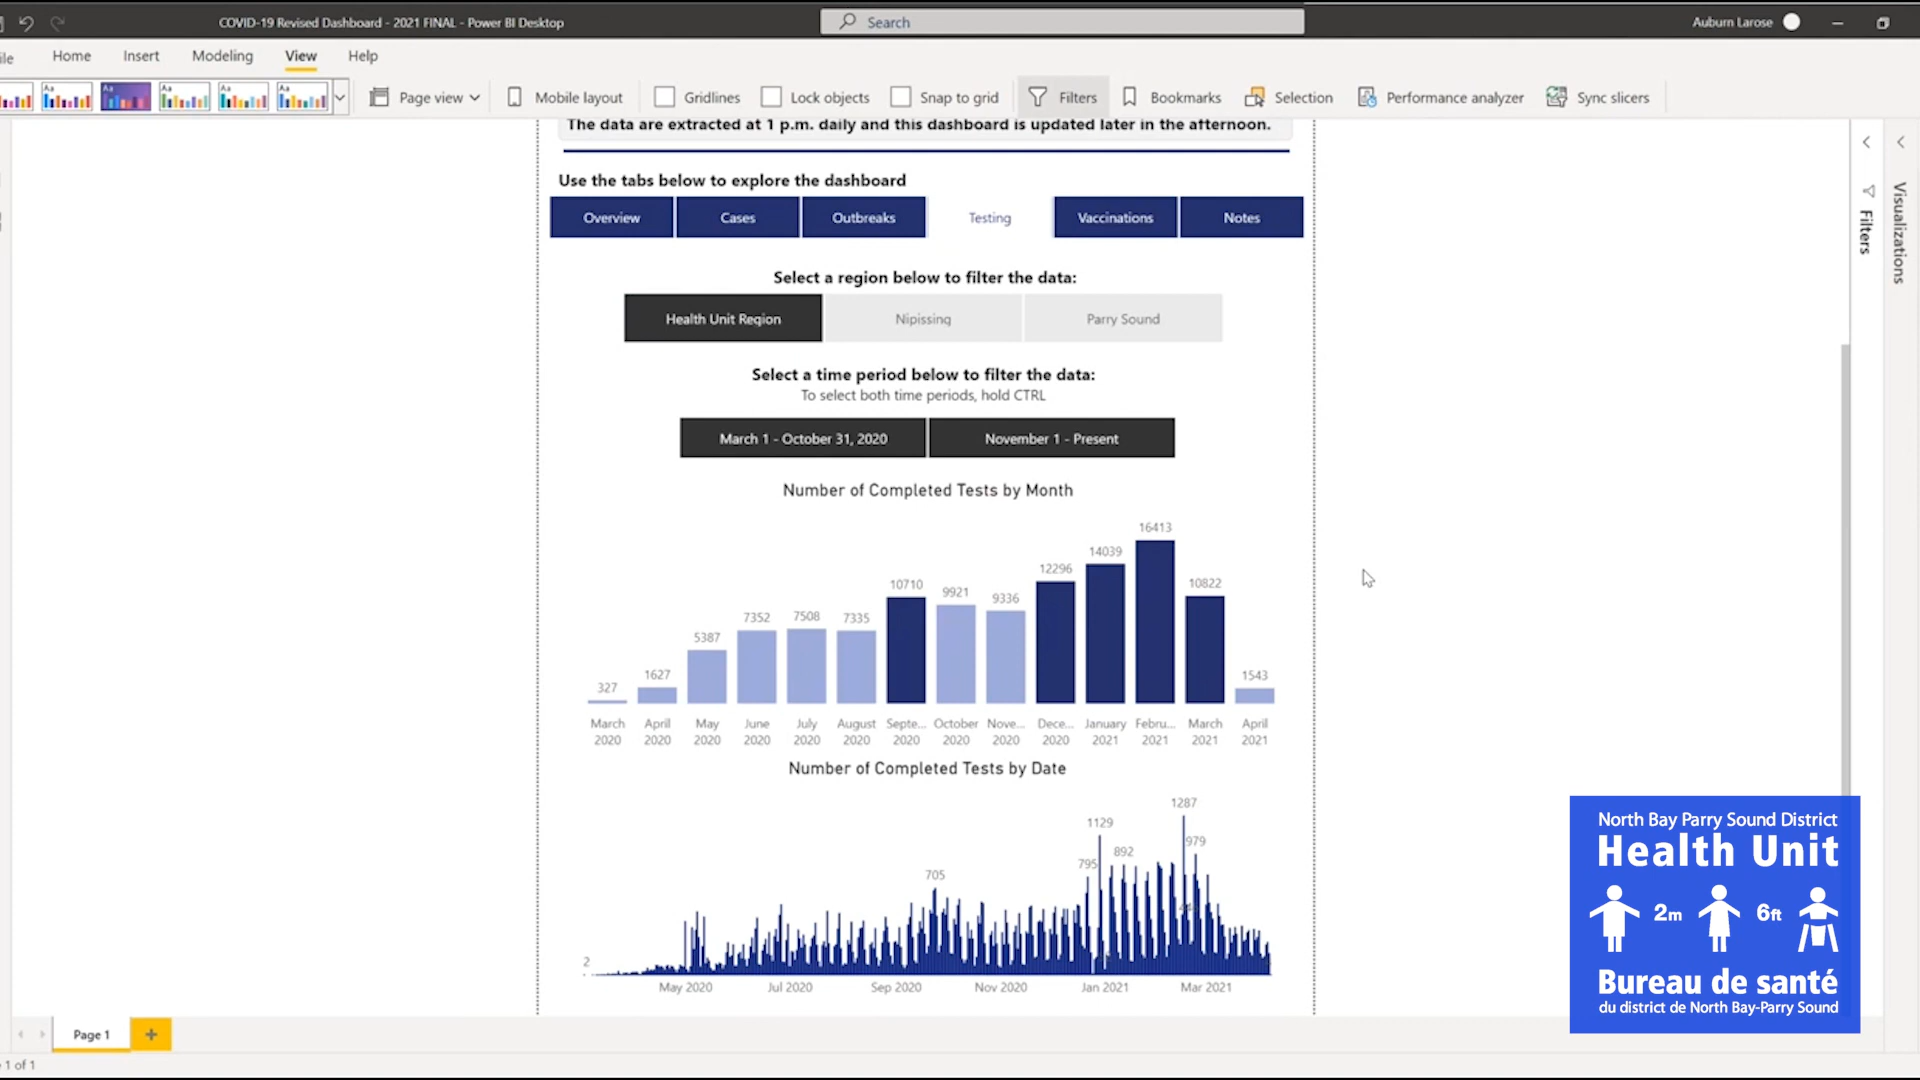 COVID-19 Revised Dashboard - 2021 FINAL - Power BI Desktop
Search
Auburn Larose
Home Insert Modeling View Help
Page view Mobile layout Gridlines Lock objects Snap to grid Filters Bookmarks Selection Performance analyzer Sync slicers
The data are extracted at 1 p.m. daily and this dashboard is updated later in the afternoon.
Use the tabs below to explore the dashboard
Overview Cases Outbreaks Testing Vaccinations Notes
Select a region below to filter the data:
Health Unit Region Nipissing Parry Sound
Select a time period below to filter the data:
To select both time periods, hold CTRL
March 1 - October 31, 2020 November 1 - Present
Number of Completed Tests by Month
327 1627 5387 7352 7508 7335 10710 9921 9336 12296 14039 16413 10822 1543
March April May June July August Septe... October Nove... Dece... January Febru... March April
2020 2020 2020 2020 2020 2020 2020 2020 2020 2020 2021 2021 2021 2021
Number of Completed Tests by Date
2 705 795 1129 892 1287 979
May 2020 Jul 2020 Sep 2020 Nov 2020 Jan 2021 Mar 2021
Filters
Visualizations
North Bay Parry Sound District
Health Unit
2m 6ft
Bureau de santé
du district de North Bay-Parry Sound
Page 1
1 of 1